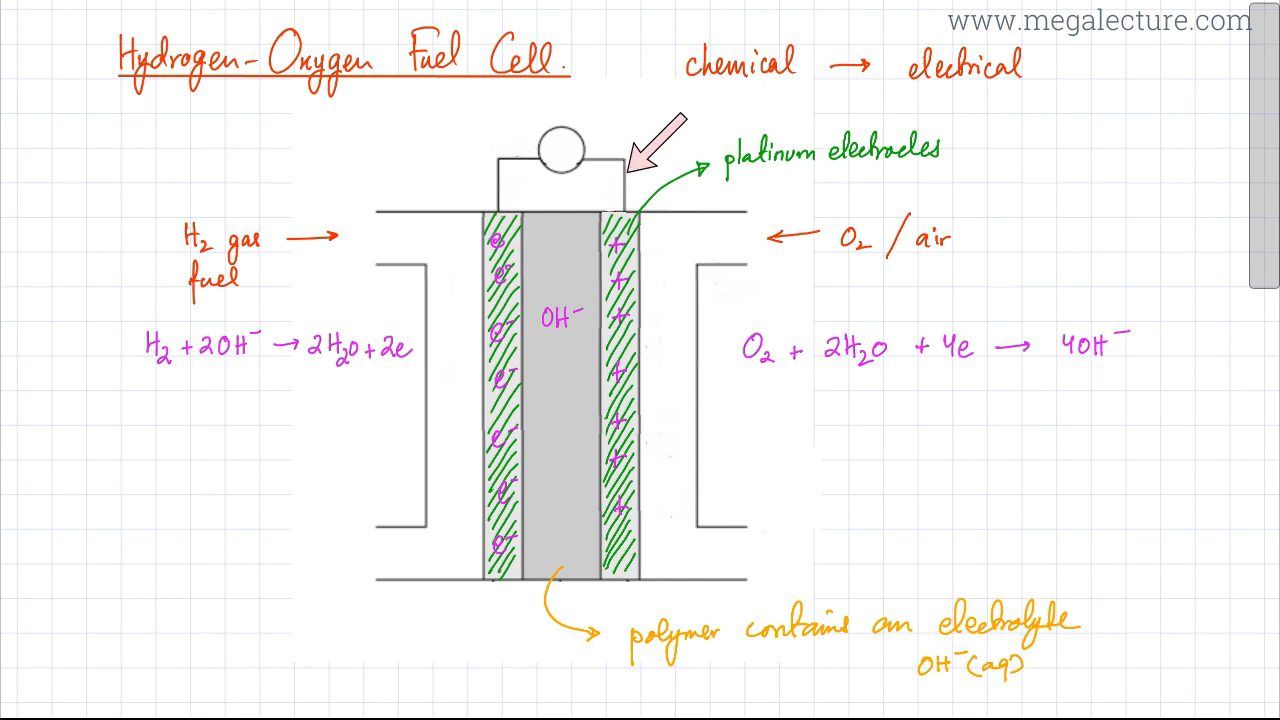 www.megalecture.com
Hydrogen-Oxygen Fuel Cell. chemical → electrical
platinum electrodes
H₂ gas → ← O₂ / air
fuel
H₂ + 2OH⁻ → 2H₂O + 2e
O₂ + 2H₂O + 4e → 4OH⁻
OH⁻
e
e⁻
e⁻
e⁻
e⁻
e⁻
e⁻
+
+
+
+
+
+
+
polymer contains an electrolyte
OH⁻(aq)